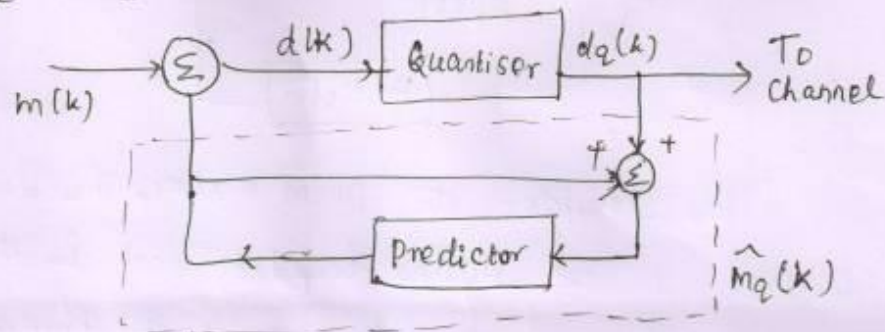 m(k)
Σ
d(k)
Quantiser
dq(k)
To
Channel
+ +
Σ
Predictor
m̂q(k)